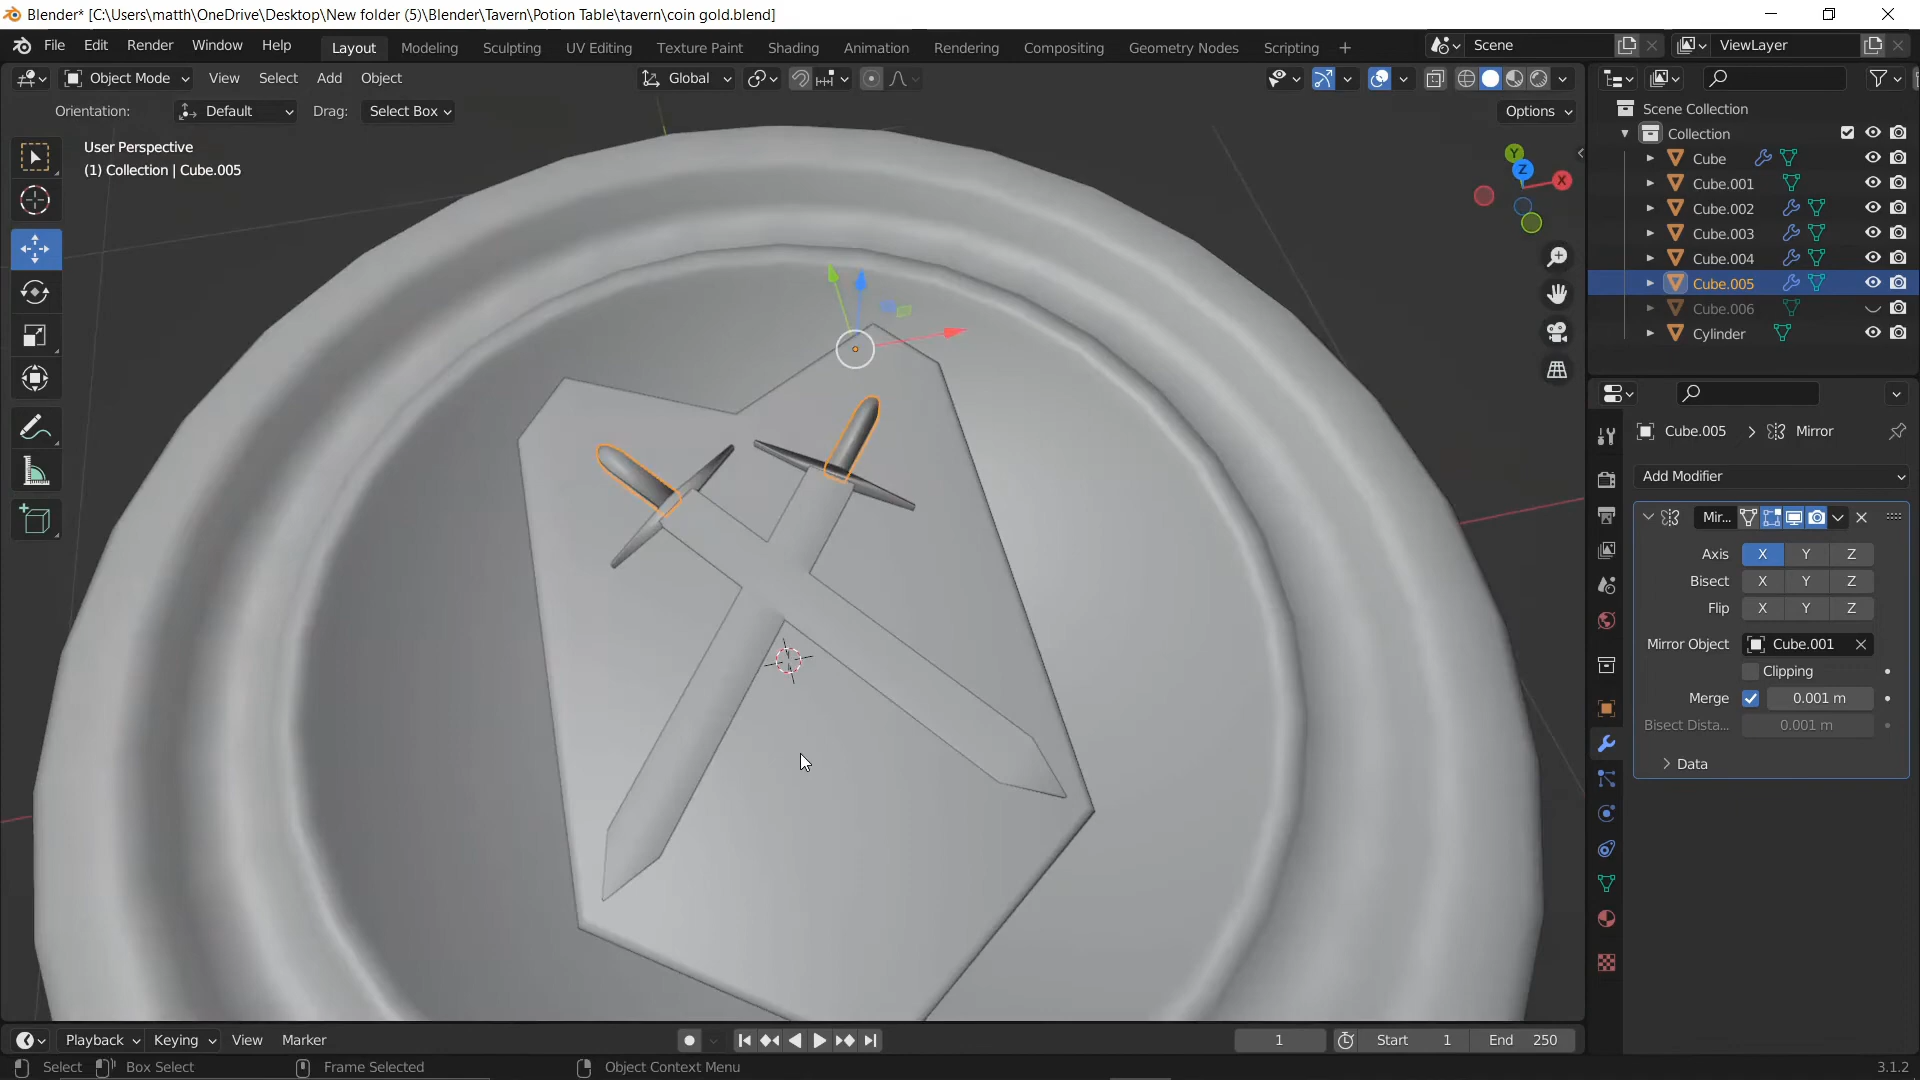 Blender* [C:\Users\matth\OneDrive\Desktop\New folder (5)\Blender\Tavern\Potion Table\tavern\coin gold.blend]
File Edit Render Window Help Layout Modeling Sculpting UV Editing Texture Paint Shading Animation Rendering Compositing Geometry Nodes Scripting + Scene ViewLayer
Object Mode View Select Add Object Global
Orientation: Default Drag: Select Box Options
User Perspective
(1) Collection | Cube.005
Y
Z
X
Scene Collection
Collection
Cube
Cube.001
Cube.002
Cube.003
Cube.004
Cube.005
Cube.006
Cylinder
Cube.005 > Mirror
Add Modifier
Mir...
Axis X Y Z
Bisect X Y Z
Flip X Y Z
Mirror Object Cube.001
Clipping
Merge 0.001 m
Bisect Dista... 0.001 m
Data
Playback Keying View Marker 1 Start 1 End 250
Select Box Select Frame Selected Object Context Menu 3.1.2